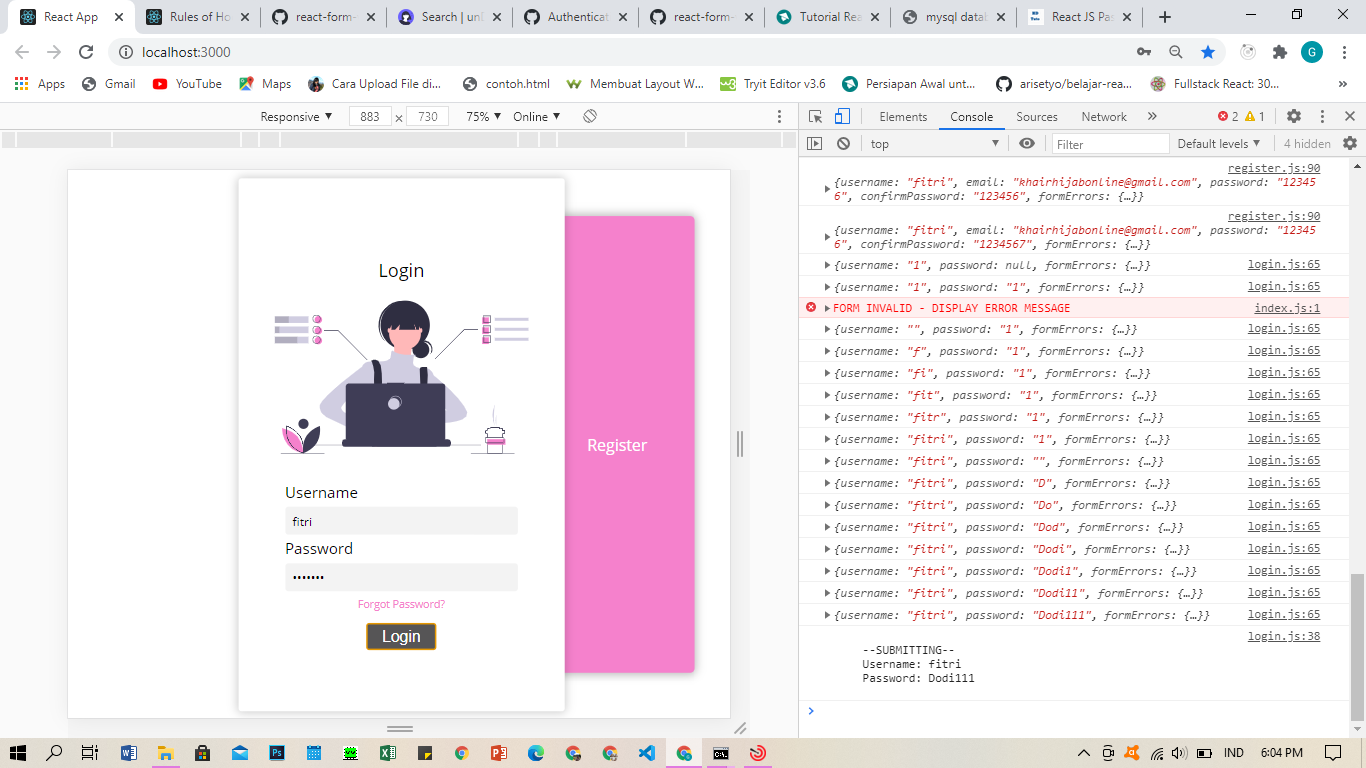 React App
Rules of Ho
react-form-
Search | unD
Authenticat
react-form-
Tutorial Rea
mysql datab
React JS Pas
localhost:3000
G
Apps
Gmail
YouTube
Maps
Cara Upload File di...
contoh.html
Membuat Layout W...
Tryit Editor v3.6
Persiapan Awal unt...
arisetyo/belajar-rea...
Fullstack React: 30...
»
Responsive ▼ 883 × 730 75% ▼ Online ▼
Login
Register
Username
fitri
Password
•••••••
Forgot Password?
Login
Elements Console Sources Network » 2 1
top ▼ Filter Default levels ▼ 4 hidden
register.js:90
{username: "fitri", email: "khairhijabonline@gmail.com", password: "12345
6", confirmPassword: "123456", formErrors: {…}}
register.js:90
{username: "fitri", email: "khairhijabonline@gmail.com", password: "12345
6", confirmPassword: "1234567", formErrors: {…}}
{username: "1", password: null, formErrors: {…}} login.js:65
{username: "1", password: "1", formErrors: {…}} login.js:65
FORM INVALID - DISPLAY ERROR MESSAGE index.js:1
{username: "", password: "1", formErrors: {…}} login.js:65
{username: "f", password: "1", formErrors: {…}} login.js:65
{username: "fi", password: "1", formErrors: {…}} login.js:65
{username: "fit", password: "1", formErrors: {…}} login.js:65
{username: "fitr", password: "1", formErrors: {…}} login.js:65
{username: "fitri", password: "1", formErrors: {…}} login.js:65
{username: "fitri", password: "", formErrors: {…}} login.js:65
{username: "fitri", password: "D", formErrors: {…}} login.js:65
{username: "fitri", password: "Do", formErrors: {…}} login.js:65
{username: "fitri", password: "Dod", formErrors: {…}} login.js:65
{username: "fitri", password: "Dodi", formErrors: {…}} login.js:65
{username: "fitri", password: "Dodi1", formErrors: {…}} login.js:65
{username: "fitri", password: "Dodi11", formErrors: {…}} login.js:65
{username: "fitri", password: "Dodi111", formErrors: {…}} login.js:65
login.js:38
--SUBMITTING--
Username: fitri
Password: Dodi111
IND 6:04 PM